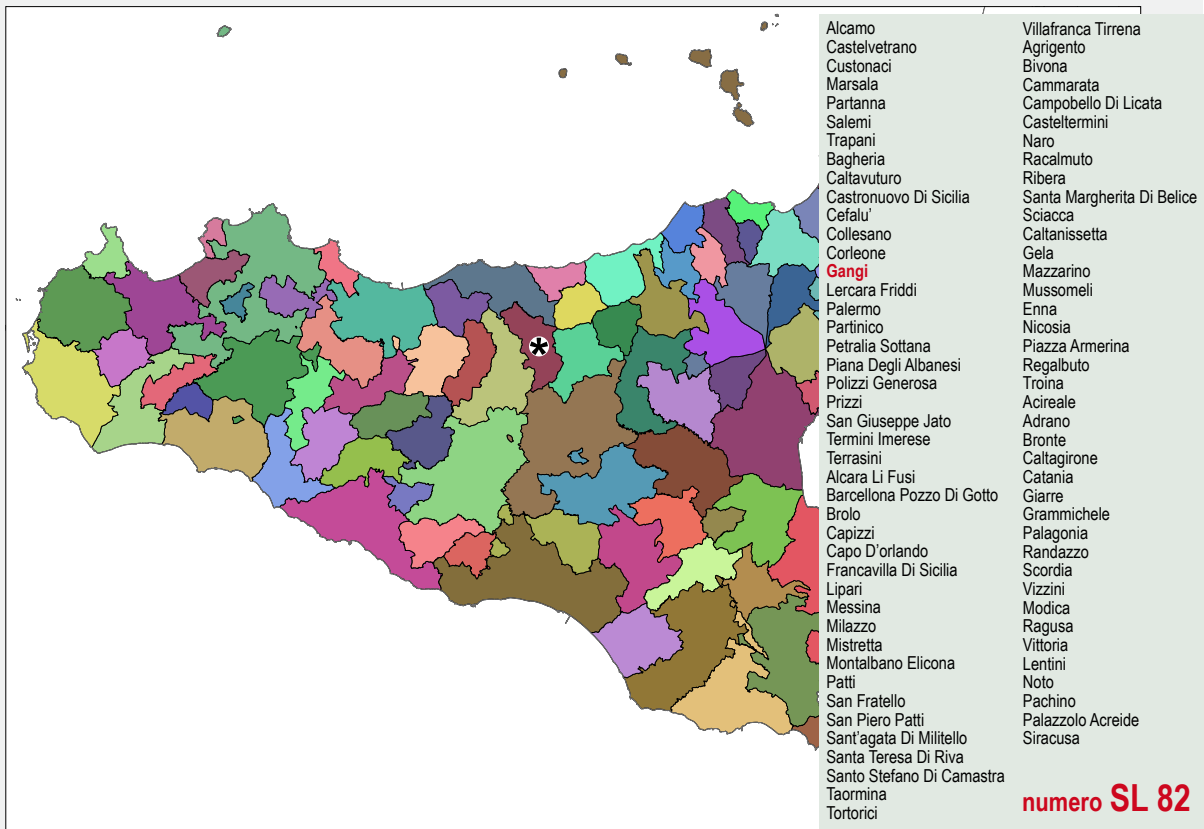 Alcamo
Castelvetrano
Custonaci
Marsala
Partanna
Salemi
Trapani
Bagheria
Caltavuturo
Castronuovo Di Sicilia
Cefalu'
Collesano
Corleone
Gangi
Lercara Friddi
Palermo
Partinico
Petralia Sottana
Piana Degli Albanesi
Polizzi Generosa
Prizzi
San Giuseppe Jato
Termini Imerese
Terrasini
Alcara Li Fusi
Barcellona Pozzo Di Gotto
Brolo
Capizzi
Capo D'orlando
Francavilla Di Sicilia
Lipari
Messina
Milazzo
Mistretta
Montalbano Elicona
Patti
San Fratello
San Piero Patti
Sant'agata Di Militello
Santa Teresa Di Riva
Santo Stefano Di Camastra
Taormina
Tortorici
Villafranca Tirrena
Agrigento
Bivona
Cammarata
Campobello Di Licata
Casteltermini
Naro
Racalmuto
Ribera
Santa Margherita Di Belice
Sciacca
Caltanissetta
Gela
Mazzarino
Mussomeli
Enna
Nicosia
Piazza Armerina
Regalbuto
Troina
Acireale
Adrano
Bronte
Caltagirone
Catania
Giarre
Grammichele
Palagonia
Randazzo
Scordia
Vizzini
Modica
Ragusa
Vittoria
Lentini
Noto
Pachino
Palazzolo Acreide
Siracusa
numero SL 82
*